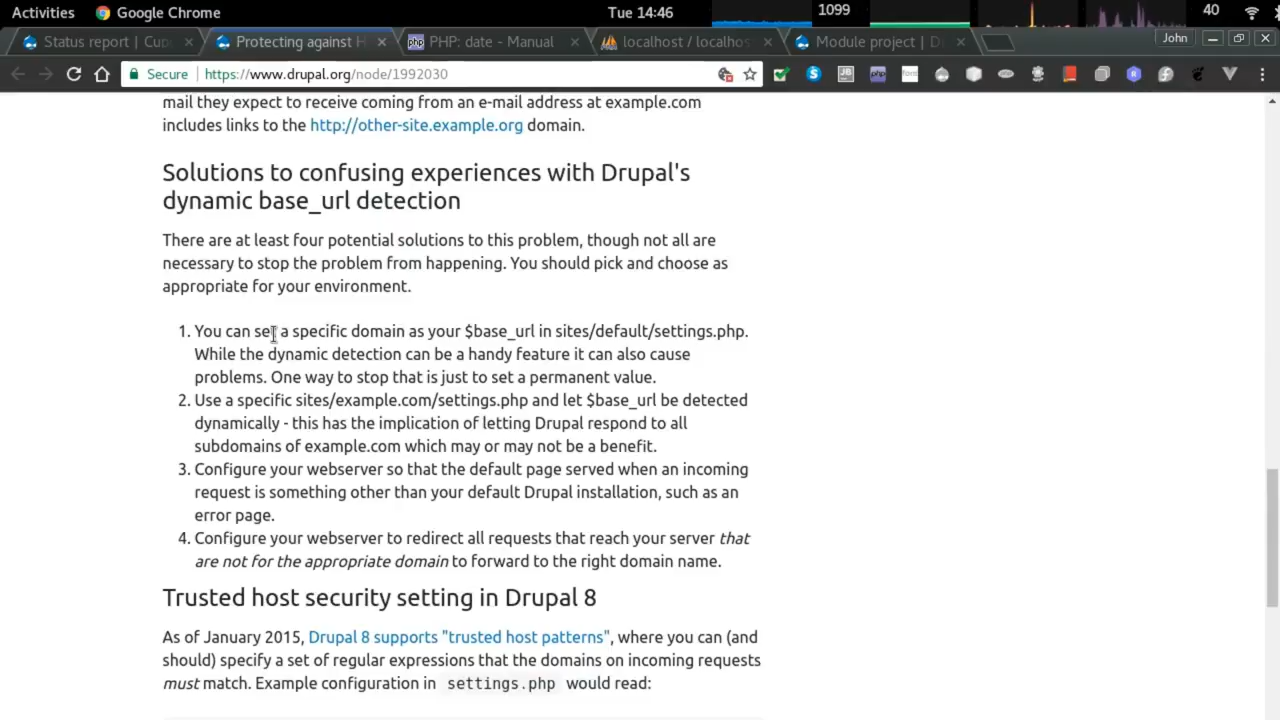 Activities
Google Chrome
Tue 14:46
1099
40
Status report | Cu
Protecting against H
PHP: date - Manual
localhost / localhos
Module project | D
John
Secure
https://www.drupal.org/node/1992030
mail they expect to receive coming from an e-mail address at example.com
includes links to the http://other-site.example.org domain.
Solutions to confusing experiences with Drupal's
dynamic base_url detection
There are at least four potential solutions to this problem, though not all are
necessary to stop the problem from happening. You should pick and choose as
appropriate for your environment.
1. You can set a specific domain as your $base_url in sites/default/settings.php.
While the dynamic detection can be a handy feature it can also cause
problems. One way to stop that is just to set a permanent value.
2. Use a specific sites/example.com/settings.php and let $base_url be detected
dynamically - this has the implication of letting Drupal respond to all
subdomains of example.com which may or may not be a benefit.
3. Configure your webserver so that the default page served when an incoming
request is something other than your default Drupal installation, such as an
error page.
4. Configure your webserver to redirect all requests that reach your server that
are not for the appropriate domain to forward to the right domain name.
Trusted host security setting in Drupal 8
As of January 2015, Drupal 8 supports "trusted host patterns", where you can (and
should) specify a set of regular expressions that the domains on incoming requests
must match. Example configuration in settings.php would read: